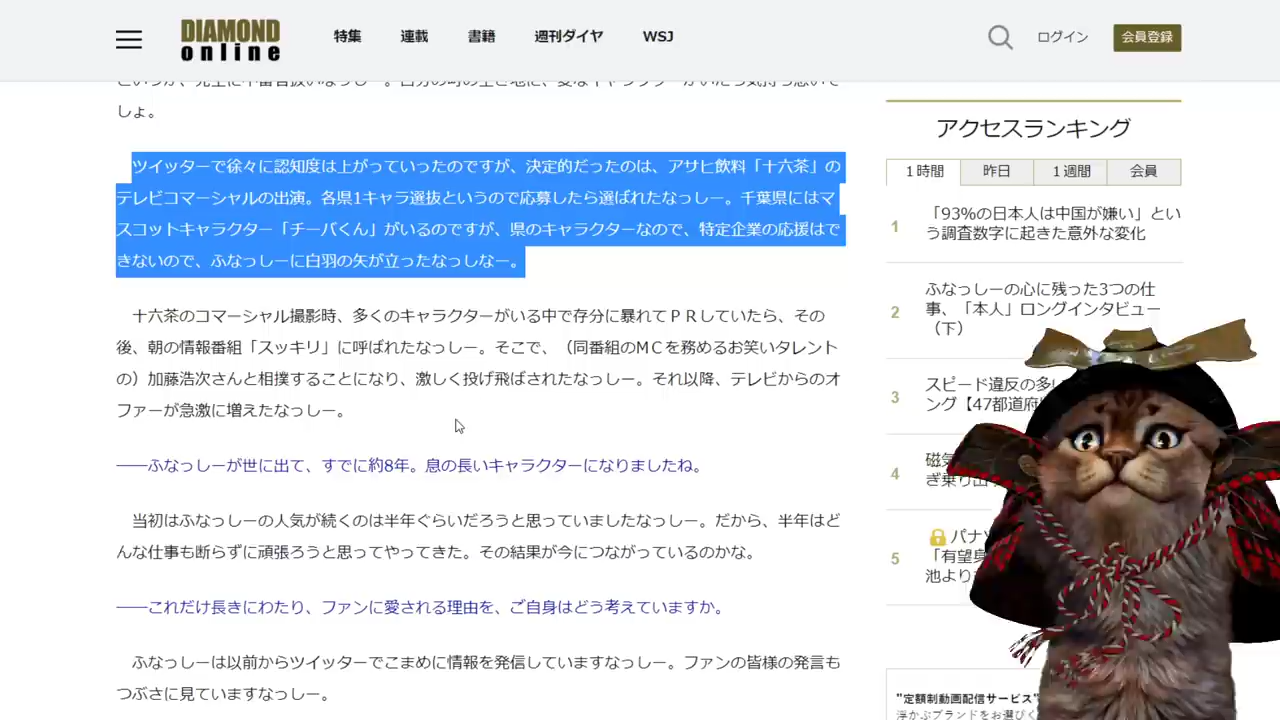 DIAMOND
online
特集 連載 書籍 週刊ダイヤ WSJ
ログイン 会員登録
しょ。
ツイッターで徐々に認知度は上がっていったのですが、決定的だったのは、アサヒ飲料「十六茶」の
テレビコマーシャルの出演。各県1キャラ選抜というので応募したら選ばれたなっしー。千葉県にはマ
スコットキャラクター「チーバくん」がいるのですが、県のキャラクターなので、特定企業の応援はで
きないので、ふなっしーに白羽の矢が立ったなっしなー。
十六茶のコマーシャル撮影時、多くのキャラクターがいる中で存分に暴れてＰＲしていたら、その
後、朝の情報番組「スッキリ」に呼ばれたなっしー。そこで、（同番組のＭＣを務めるお笑いタレント
の）加藤浩次さんと相撲することになり、激しく投げ飛ばされたなっしー。それ以降、テレビからのオ
ファーが急激に増えたなっしー。
――ふなっしーが世に出て、すでに約8年。息の長いキャラクターになりましたね。
当初はふなっしーの人気が続くのは半年ぐらいだろうと思っていましたなっしー。だから、半年はど
んな仕事も断らずに頑張ろうと思ってやってきた。その結果が今につながっているのかな。
――これだけ長きにわたり、ファンに愛される理由を、ご自身はどう考えていますか。
ふなっしーは以前からツイッターでこまめに情報を発信していますなっしー。ファンの皆様の発言も
つぶさに見ていますなっしー。
アクセスランキング
1時間 昨日 1週間 会員
1 「93%の日本人は中国が嫌い」とい
う調査数字に起きた意外な変化
2 ふなっしーの心に残った3つの仕
事、「本人」ロングインタビュー
（下）
3 スピード違反の多い
ング【47都道府
4 磁気
ぎ乗り
5 パナソ
「有望
池より
"定額制動画配信サービス"
浮かぶブランドをお選びく